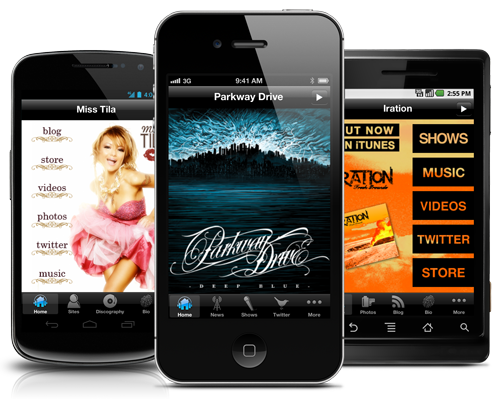 4.0
Miss Tila
blog
store
videos
photos
twitter
music
Home
Sites
Discography
Bio
3G
9:41 AM
Parkway Drive
Parkway Drive
- DEEP BLUE -
Home
News
Shows
Twitter
More
2:55 PM
Iration
OUT NOW
N iTUNES
RATION
SHOWS
MUSIC
VIDEOS
TWITTER
STORE
Photos
Blog
Bio
More